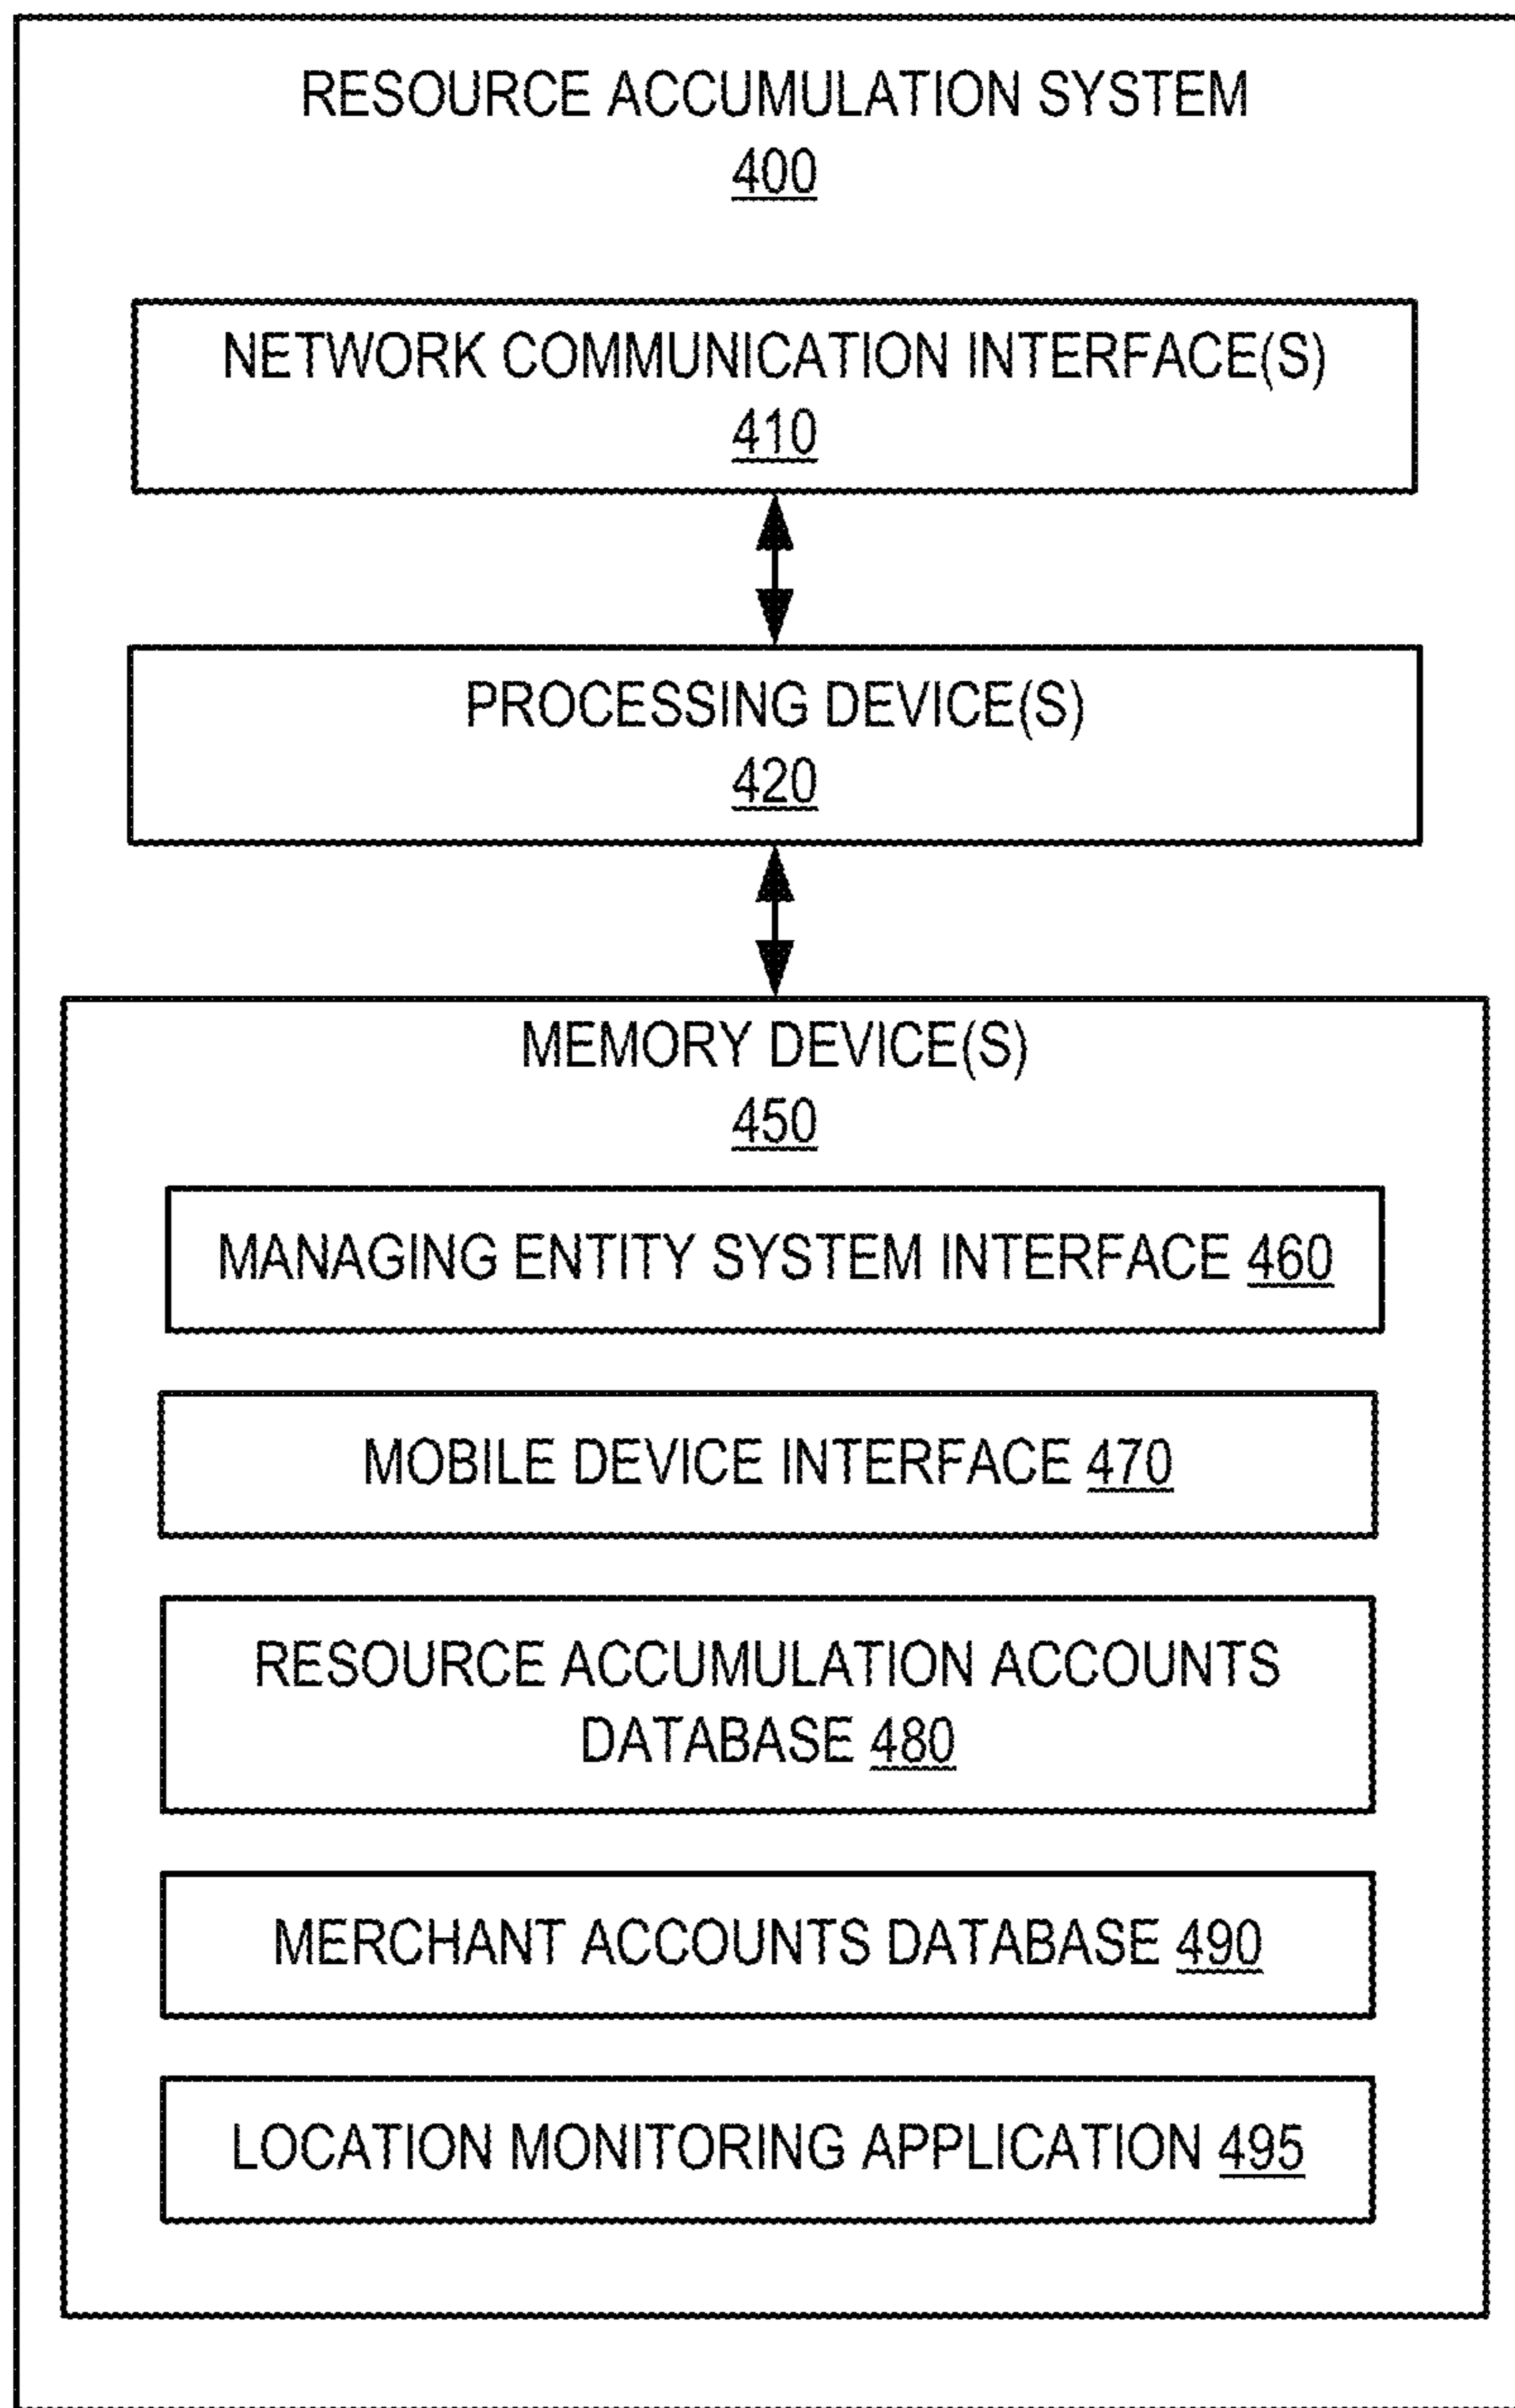 RESOURCE ACCUMULATION SYSTEM
400
NETWORK COMMUNICATION INTERFACE(S)
410
PROCESSING DEVICE(S)
420
MEMORY DEVICE(S)
450
MANAGING ENTITY SYSTEM INTERFACE 460
MOBILE DEVICE INTERFACE 470
RESOURCE ACCUMULATION ACCOUNTS
DATABASE 480
MERCHANT ACCOUNTS DATABASE 490
LOCATION MONITORING APPLICATION 495